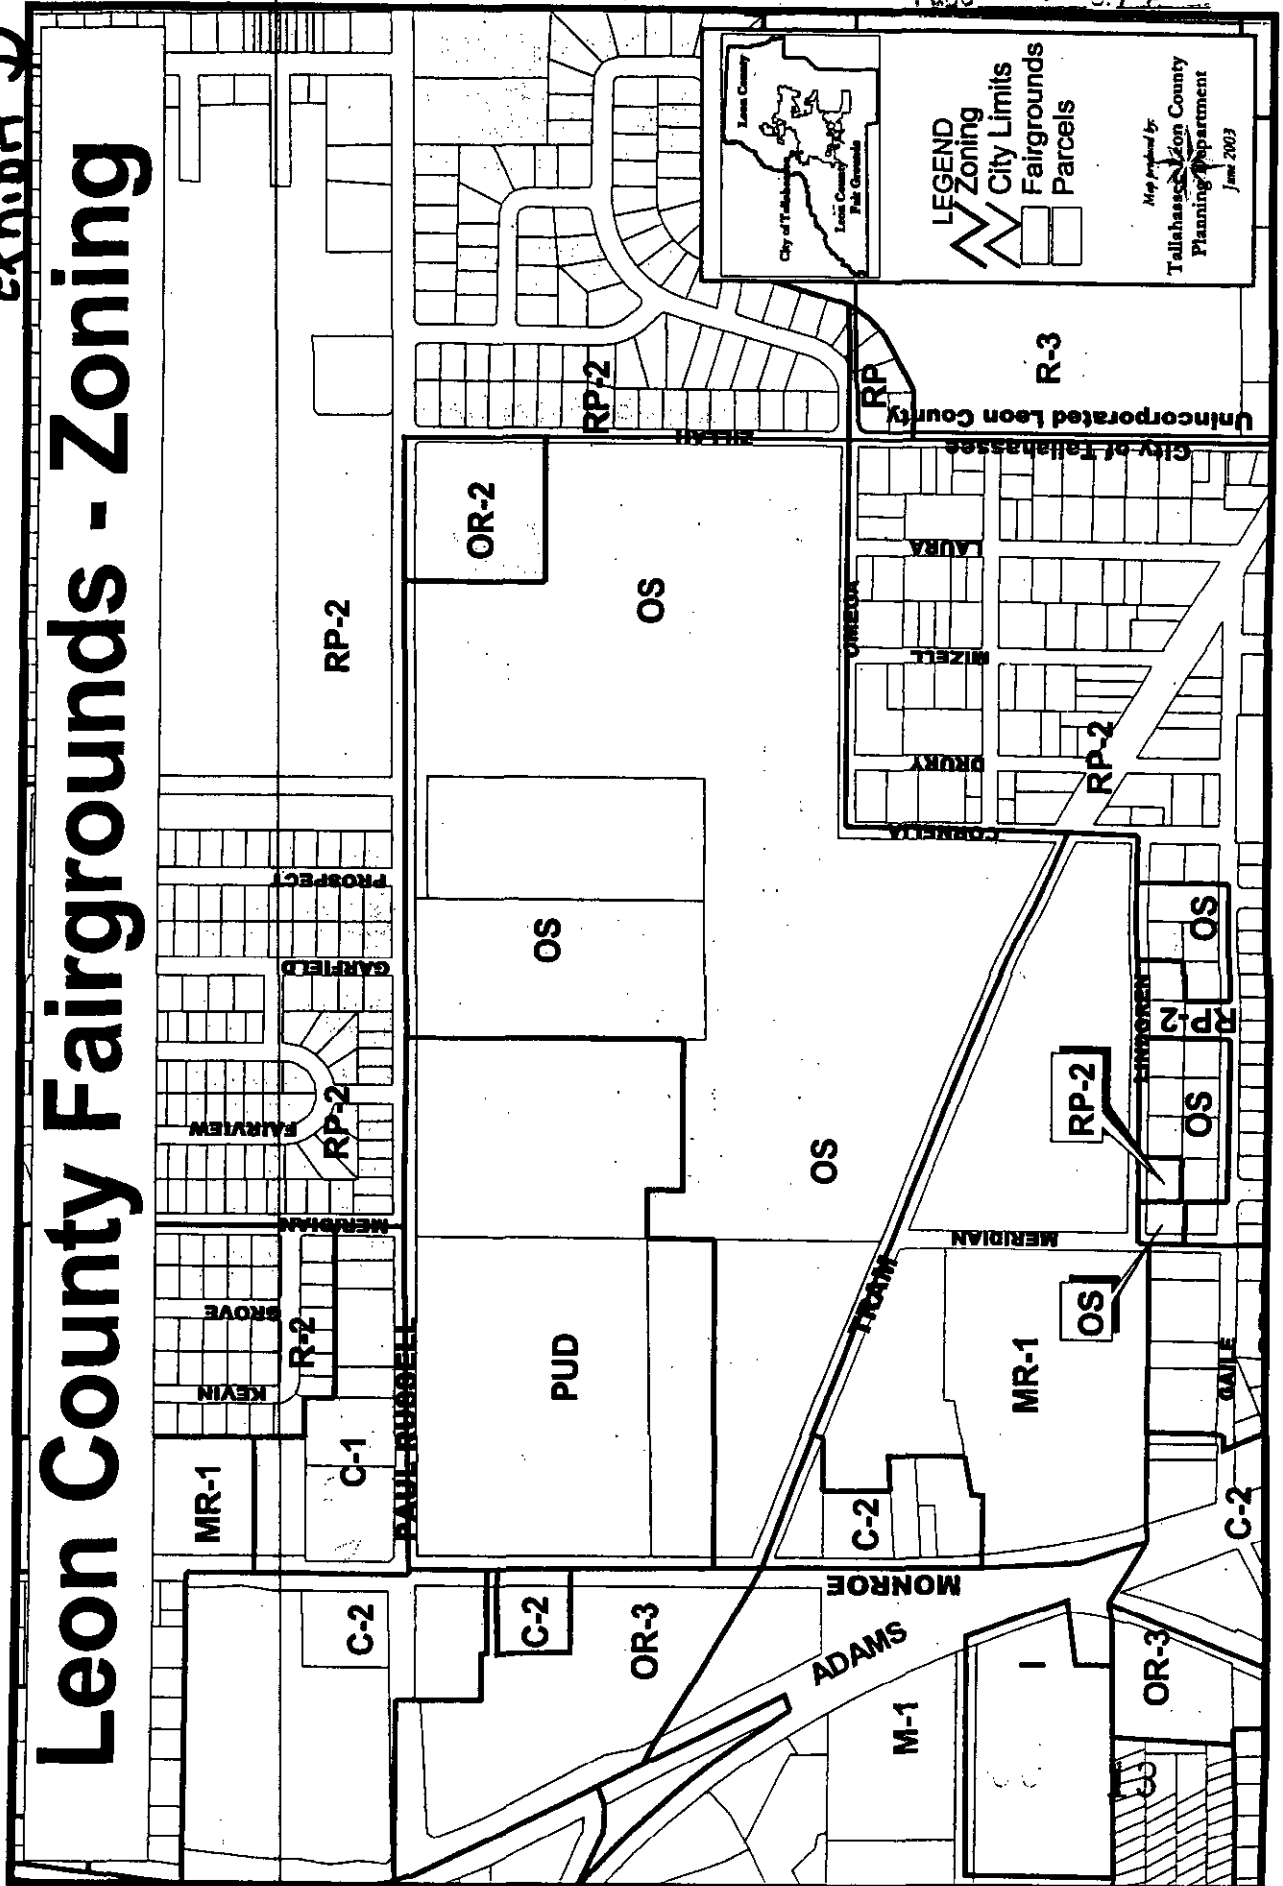 Leon County Fairgrounds - Zoning
MR-1
KEVIN
GROVE
R-2
MERIDIAN
FAIRVIEW
RP-2
GARFIELD
PROSPECT
RP-2
C-2
C-1
PAUL RUSSELL
C-2
OR-3
PUD
OS
OS
OS
OR-2
RP-2
ZILLAH
OMEGA
RP
ADAMS
MONROE
TRAM
C-2
M-1
MR-1
MERIDIAN
CORNELIA
DRURY
MIZELL
LAURA
RP-2
City of Tallahassee
Unincorporated Leon County
R-3
I
OS
RP-2
LINDGREN
OR-3
C-2
GAILE
OS
RP-2
OS
Leon County
City of Tallahassee
Leon County
Fair Grounds
LEGEND
Zoning
City Limits
Fairgrounds
Parcels
Map produced by:
Tallahassee-Leon County
Planning Department
June 2003